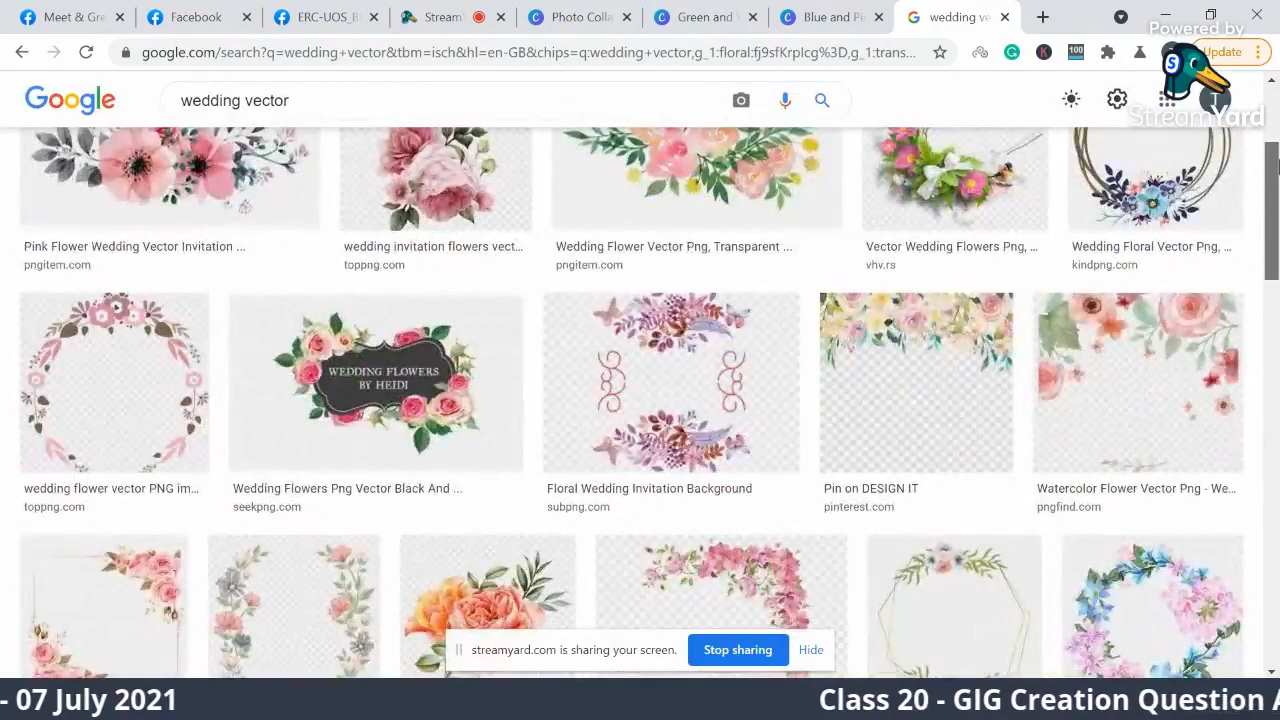 Meet & Gre
Facebook
ERC-UOS_B
Stream
Photo Colla
Green and
Blue and Pi
wedding ve
Powered by
google.com/search?q=wedding+vector&tbm=isch&hl=en-GB&chips=q:wedding+vector,g_1:floral:fj9sfKrpIcg%3D,g_1:trans...
100
Update
StreamYard
Google
wedding vector
Pink Flower Wedding Vector Invitation ...
pngitem.com
wedding invitation flowers vect...
toppng.com
Wedding Flower Vector Png, Transparent ...
pngitem.com
Vector Wedding Flowers Png, ...
vhv.rs
Wedding Floral Vector Png, ...
kindpng.com
WEDDING FLOWERS
BY HEIDI
wedding flower vector PNG im...
toppng.com
Wedding Flowers Png Vector Black And ...
seekpng.com
Floral Wedding Invitation Background
subpng.com
Pin on DESIGN IT
pinterest.com
Watercolor Flower Vector Png - We...
pngfind.com
streamyard.com is sharing your screen.
Stop sharing
Hide
- 07 July 2021
Class 20 - GIG Creation Question